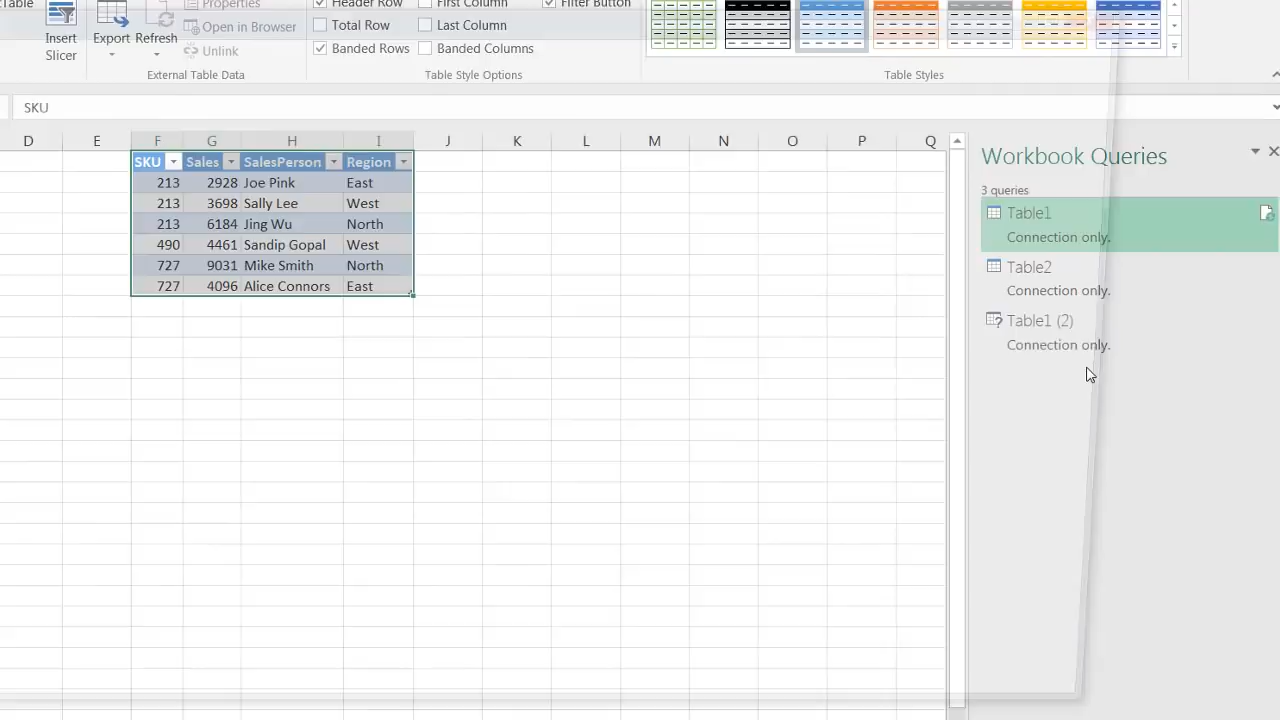 Table
Header Row
First Column
Filter Button
Properties
Insert
Slicer
Export
Refresh
Open in Browser
Unlink
Column
Banded Rows
Banded Columns
External Table Data
Table Style Options
Table Styles
SKU
D E F G H I J K L M N O P Q
SKU Sales SalesPerson Region
213 2928 Joe Pink East
213 3698 Sally Lee West
213 6184 Jing Wu North
490 4461 Sandip Gopal West
727 9031 Mike Smith North
727 4096 Alice Connors East
Workbook Queries
3 queries
Table1
Connection only.
Table2
Connection only.
Table1 (2)
Connection only.